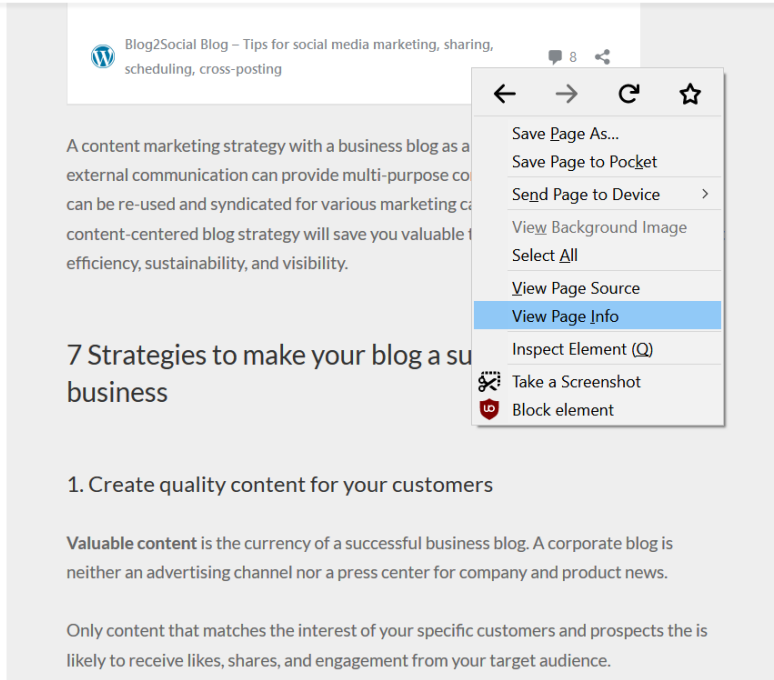 Blog2Social Blog – Tips for social media marketing, sharing,
scheduling, cross-posting
8
A content marketing strategy with a business blog as a
external communication can provide multi-purpose
can be re-used and syndicated for various marketing
content-centered blog strategy will save you valuable
efficiency, sustainability, and visibility.
7 Strategies to make your blog a
business
1. Create quality content for your customers
Valuable content is the currency of a successful business blog. A corporate blog is
neither an advertising channel nor a press center for company and product news.
Only content that matches the interest of your specific customers and prospects the is
likely to receive likes, shares, and engagement from your target audience.
Save Page As...
Save Page to Pocket
Send Page to Device
View Background Image
Select All
View Page Source
View Page Info
Inspect Element (Q)
Take a Screenshot
Block element